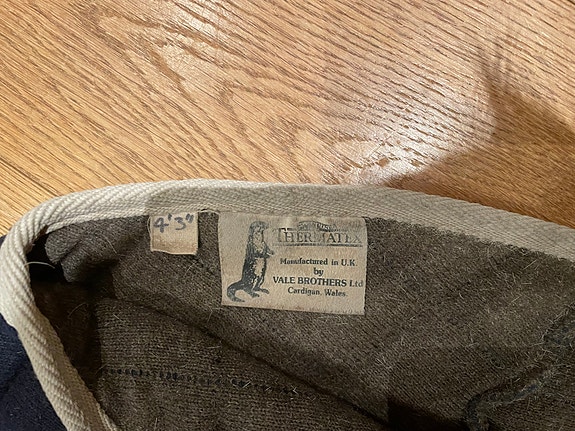 4'3"
THERMATEX
Manufactured in U.K.
by
VALE BROTHERS Ltd
Cardigan, Wales.